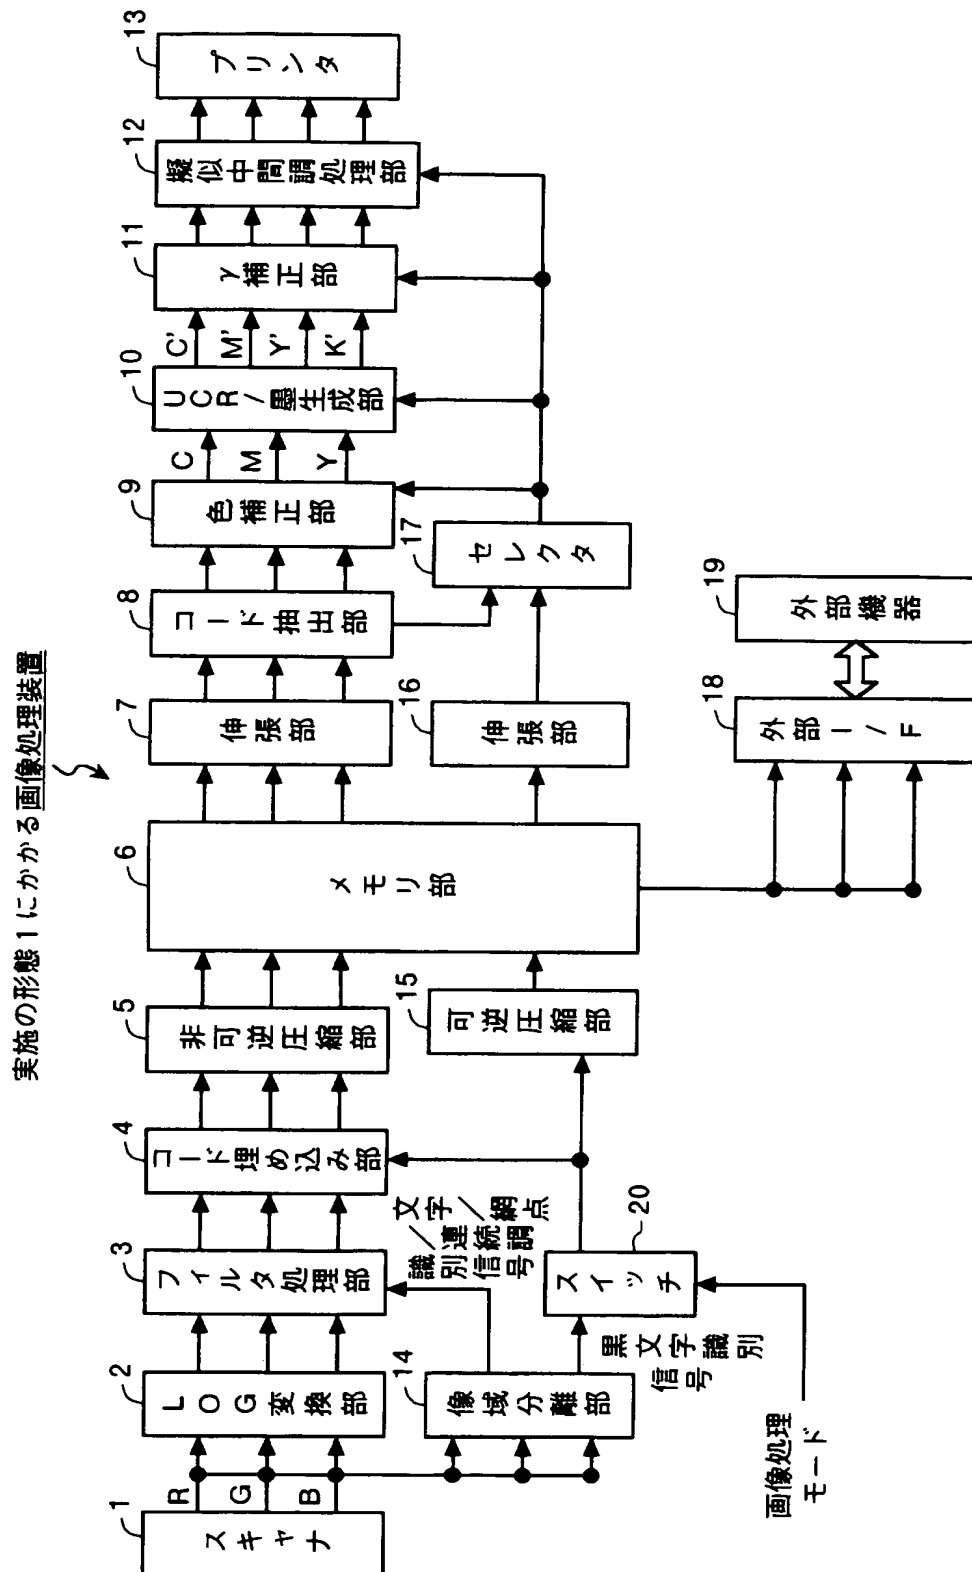 実施の形態1にかかる画像処理装置
1
スキャナ
R
G
B
2
LOG変換部
3
フィルタ処理部
4
コード埋め込み部
5
非可逆圧縮部
6
メモリ部
7
伸張部
8
コード抽出部
9
色補正部
C
M
Y
10
UCR/墨生成部
C'
M'
Y'
K'
11
γ補正部
12
擬似中間調処理部
13
プリンタ
14
像域分離部
文字/網点
/連続調
識別信号
黒文字識別
信号
20
スイッチ
画像処理
モード
15
可逆圧縮部
16
伸張部
17
セレクタ
18
外部I/F
19
外部機器